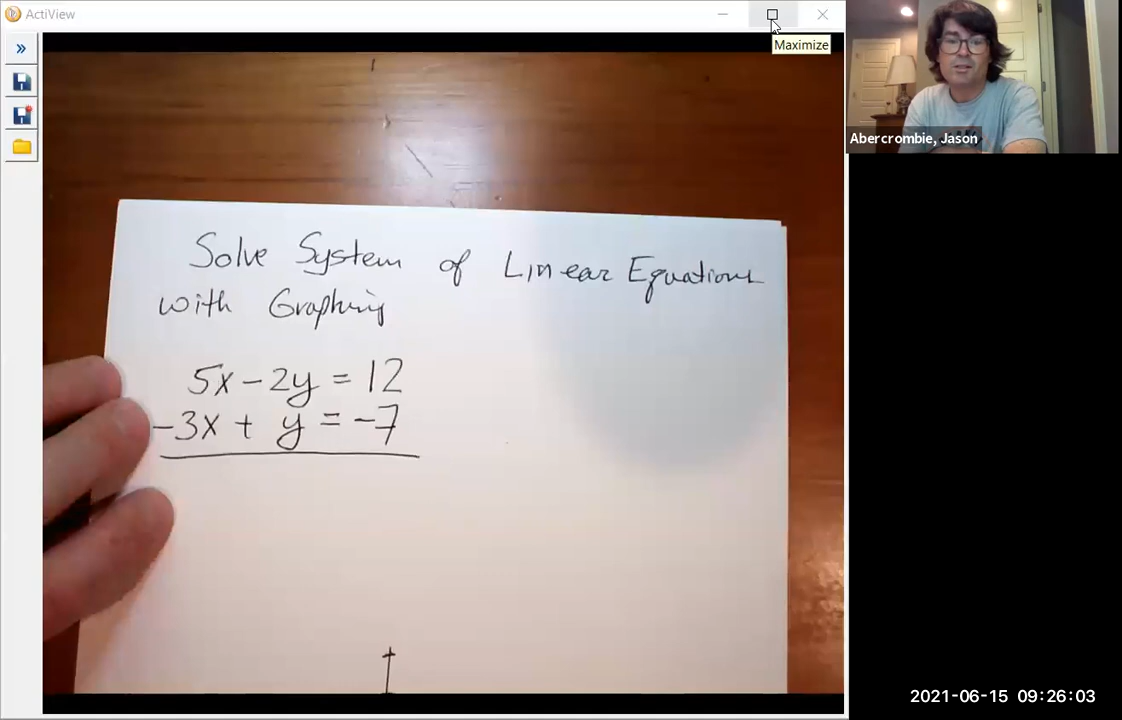 ActiView
Maximize
Abercrombie, Jason
Solve System of Linear Equations
with Graphing
5x - 2y = 12
-3x + y = -7
2021-06-15 09:26:03